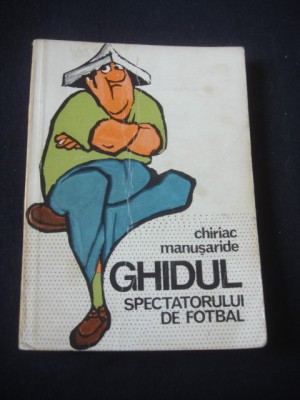 chiriac
manușaride
GHIDUL
SPECTATORULUI
DE FOTBAL